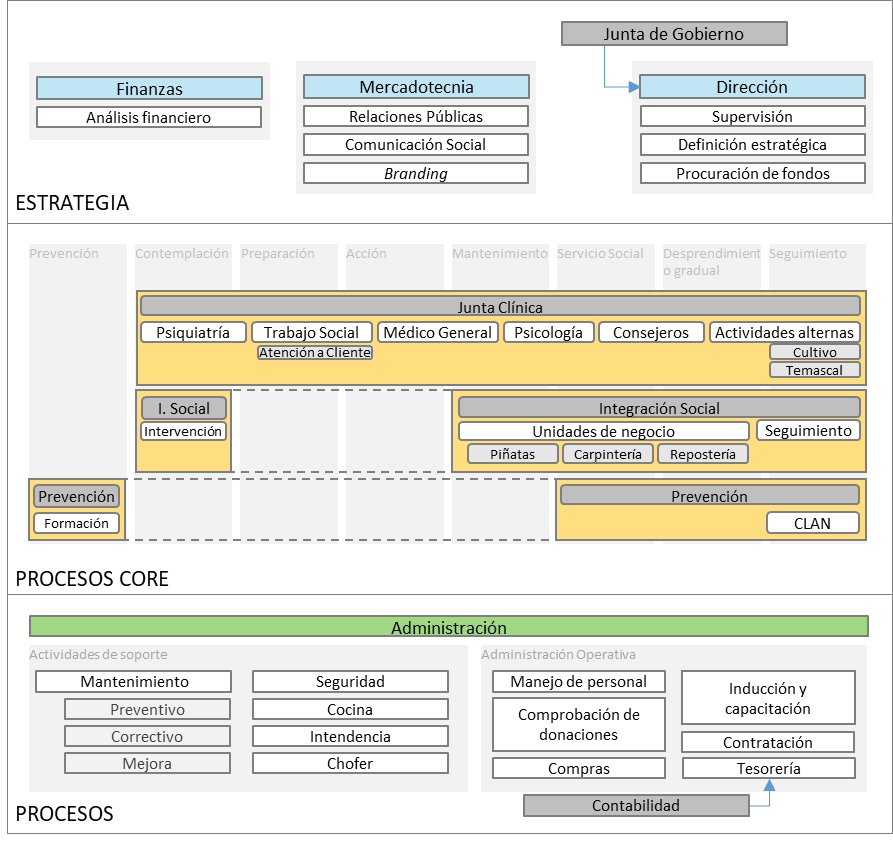 Junta de Gobierno
Finanzas
Análisis financiero
Mercadotecnia
Relaciones Públicas
Comunicación Social
Branding
Dirección
Supervisión
Definición estratégica
Procuración de fondos
ESTRATEGIA
Prevención
Contemplación
Preparación
Acción
Mantenimiento
Servicio Social
Desprendimient
o gradual
Seguimiento
Junta Clínica
Psiquiatría
Trabajo Social
Médico General
Psicología
Consejeros
Actividades alternas
Atención a Cliente
Cultivo
Temascal
I. Social
Intervención
Integración Social
Unidades de negocio
Seguimiento
Piñatas
Carpintería
Repostería
Prevención
Formación
Prevención
CLAN
PROCESOS CORE
Administración
Actividades de soporte
Mantenimiento
Preventivo
Correctivo
Mejora
Seguridad
Cocina
Intendencia
Chofer
Administración Operativa
Manejo de personal
Comprobación de
donaciones
Compras
Inducción y
capacitación
Contratación
Tesorería
Contabilidad
PROCESOS